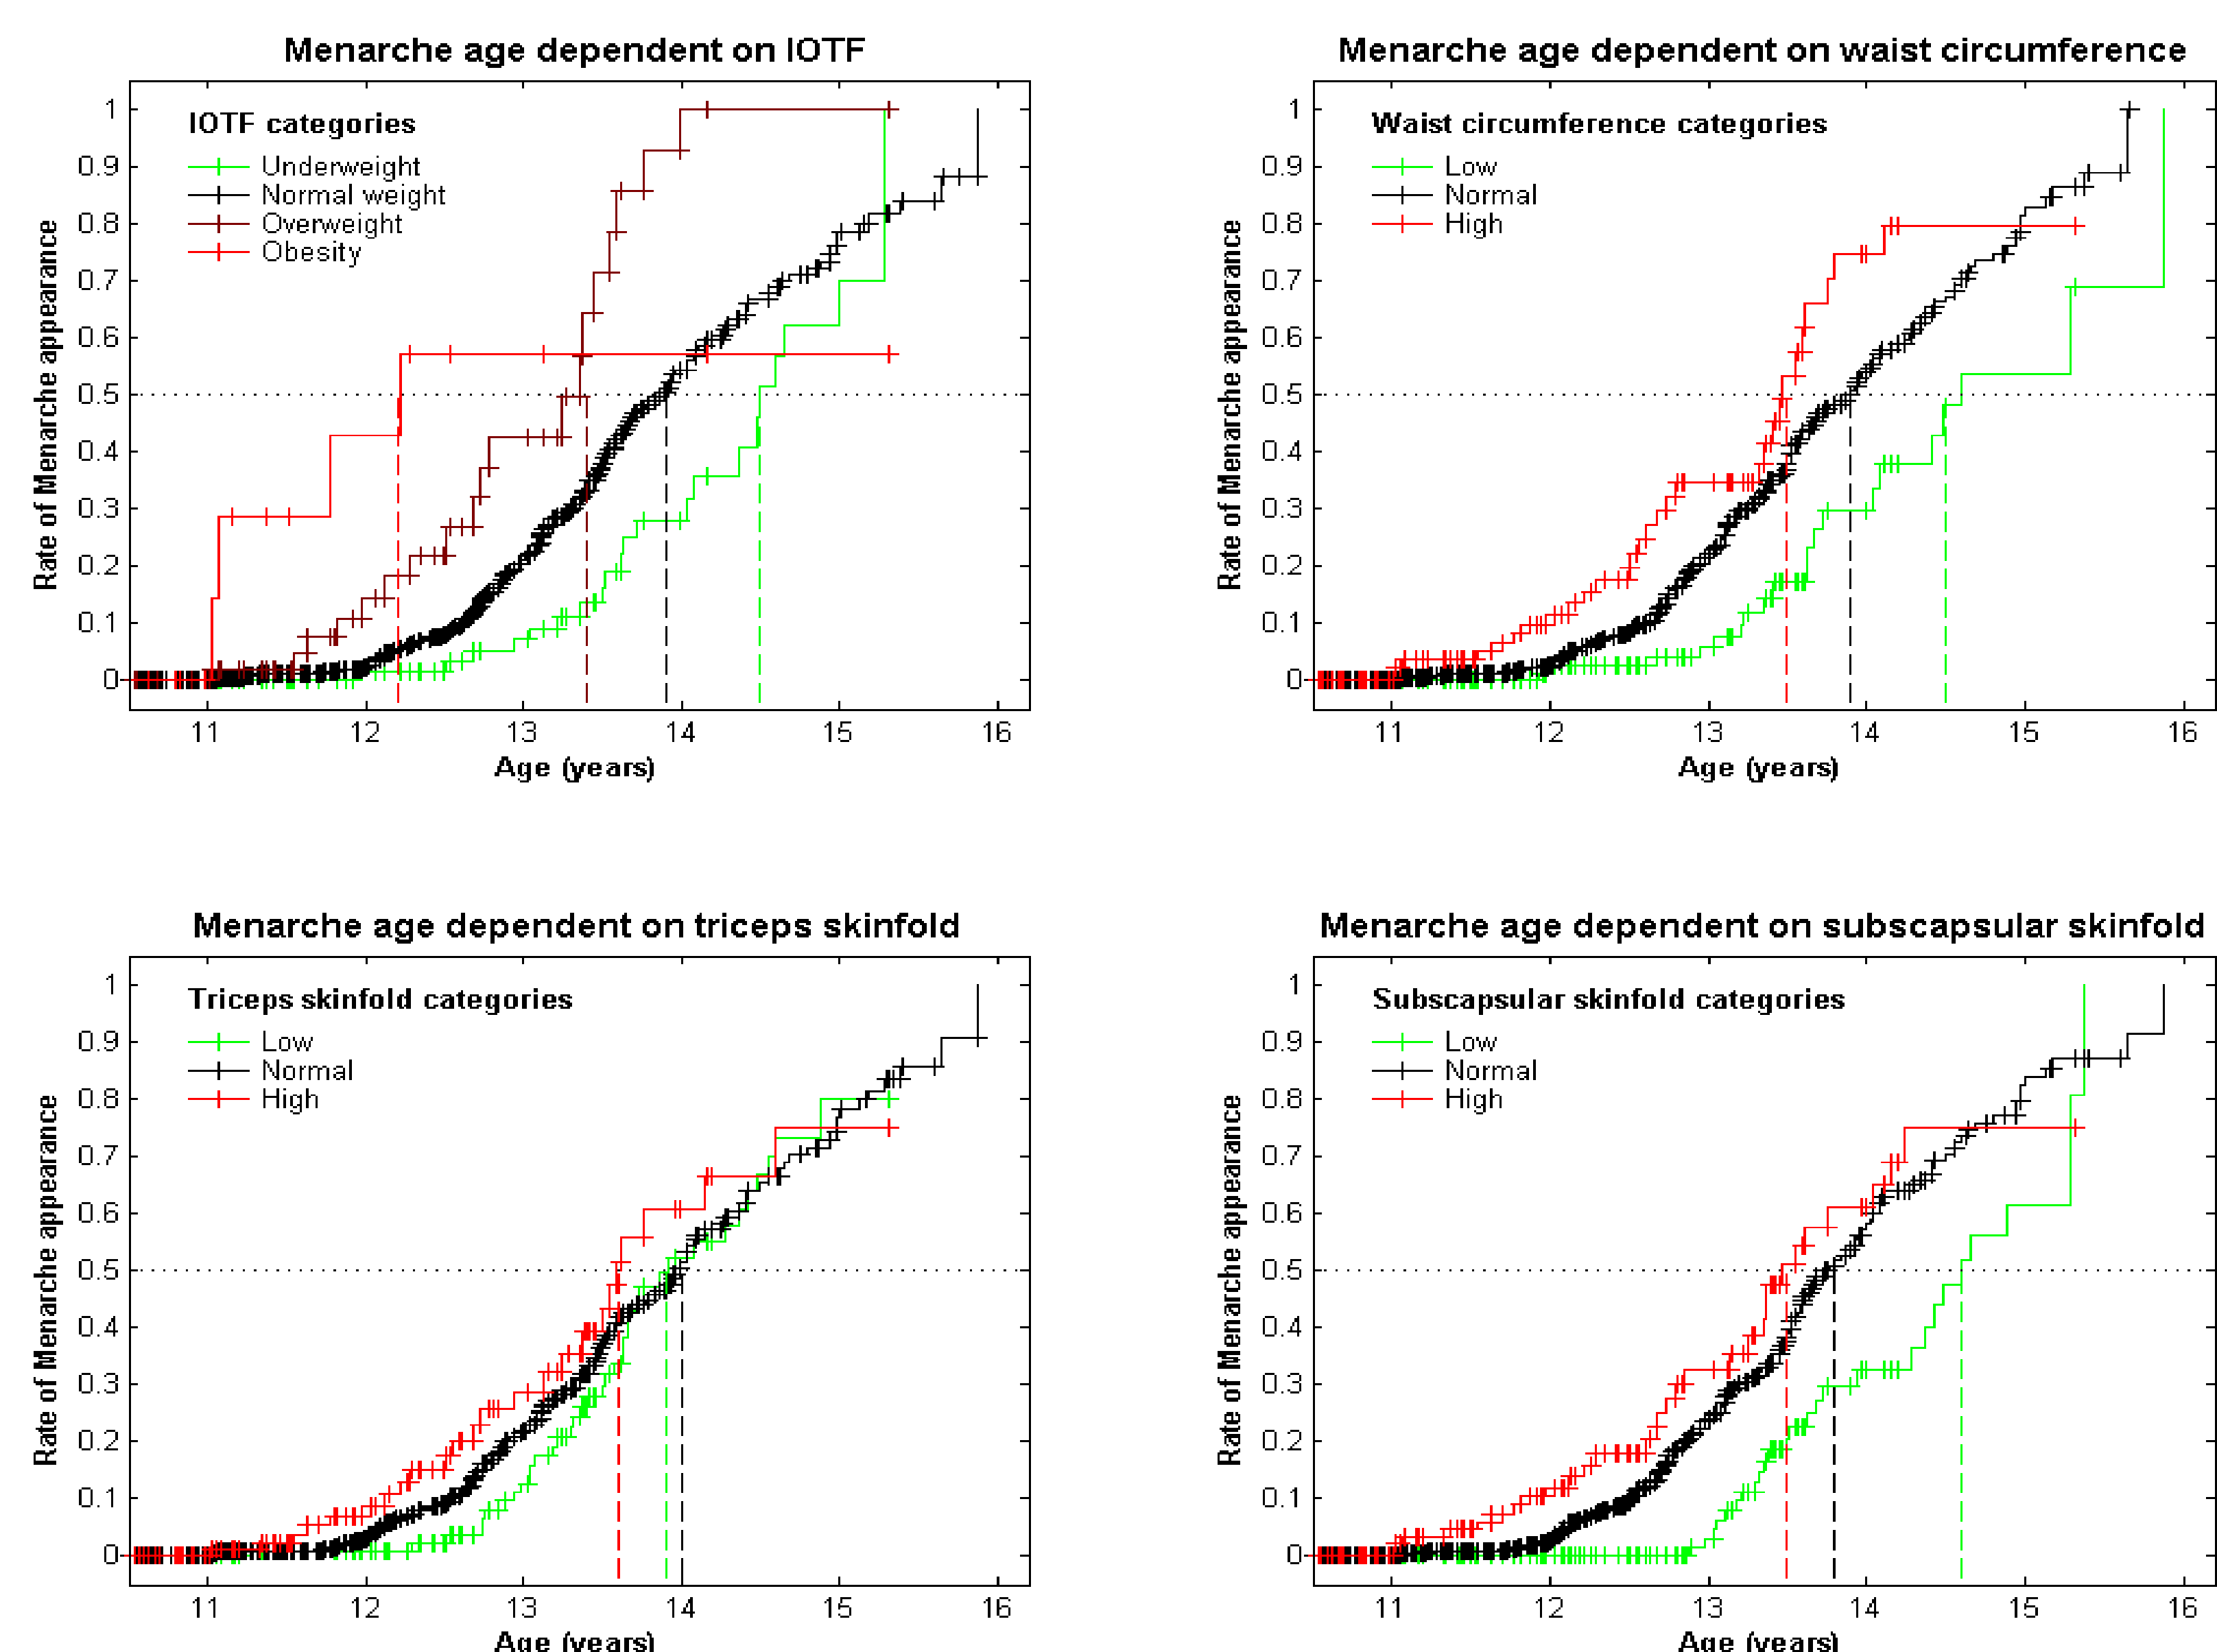 Menarche age dependent on IOTF
IOTF categories
Underweight
Normal weight
Overweight
Obesity
Rate of Menarche appearance
1
0.9
0.8
0.7
0.6
0.5
0.4
0.3
0.2
0.1
0
11 12 13 14 15 16
Age (years)
Menarche age dependent on waist circumference
Waist circumference categories
Low
Normal
High
Rate of Menarche appearance
1
0.9
0.8
0.7
0.6
0.5
0.4
0.3
0.2
0.1
0
11 12 13 14 15 16
Age (years)
Menarche age dependent on triceps skinfold
Triceps skinfold categories
Low
Normal
High
Rate of Menarche appearance
1
0.9
0.8
0.7
0.6
0.5
0.4
0.3
0.2
0.1
0
11 12 13 14 15 16
Age (years)
Menarche age dependent on subscapsular skinfold
Subscapsular skinfold categories
Low
Normal
High
Rate of Menarche appearance
1
0.9
0.8
0.7
0.6
0.5
0.4
0.3
0.2
0.1
0
11 12 13 14 15 16
Age (years)